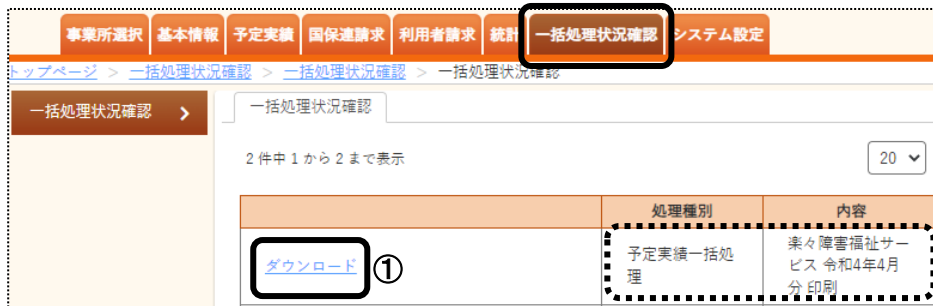 事業所選択 基本情報 予定実績 国保連請求 利用者請求 統計 一括処理状況確認 システム設定
トップページ > 一括処理状況確認 > 一括処理状況確認 > 一括処理状況確認
一括処理状況確認 >
一括処理状況確認
2 件中 1 から 2 まで表示
20
処理種別 内容
ダウンロード ①
予定実績一括処
理
楽々障害福祉サー
ビス 令和4年4月
分 印刷